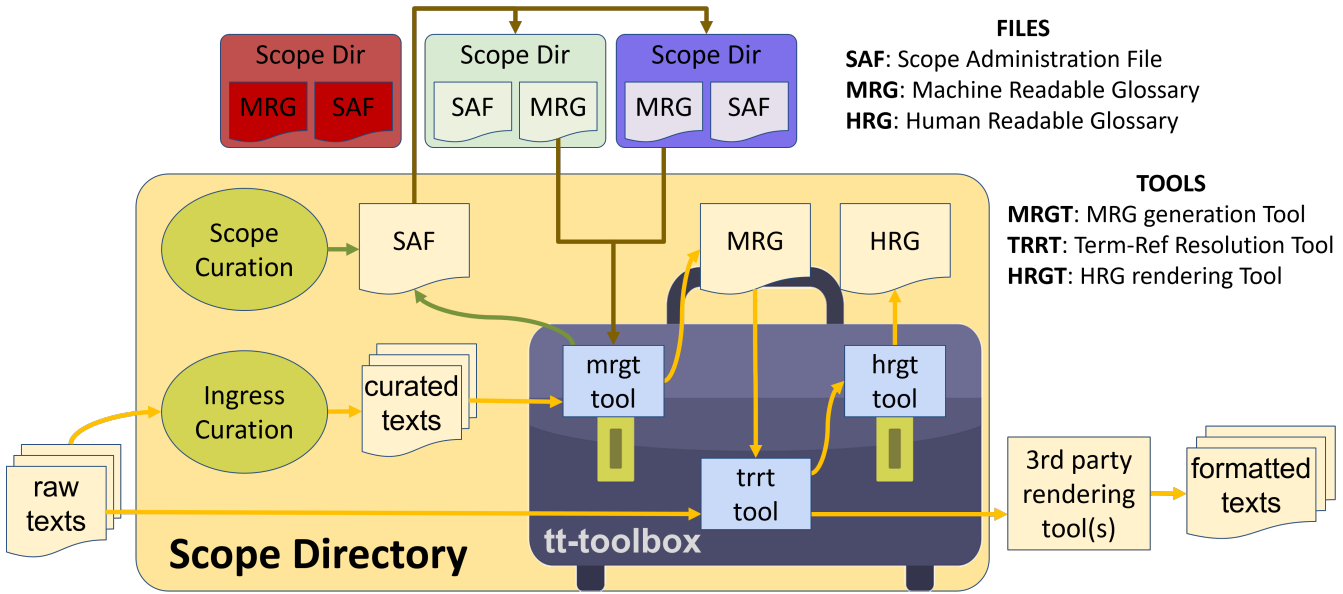 Scope Dir
MRG
SAF
Scope Dir
SAF
MRG
Scope Dir
MRG
SAF
FILES
SAF: Scope Administration File
MRG: Machine Readable Glossary
HRG: Human Readable Glossary
TOOLS
MRGT: MRG generation Tool
TRRT: Term-Ref Resolution Tool
HRGT: HRG rendering Tool
Scope
Curation
SAF
MRG
HRG
Ingress
Curation
curated
texts
mrgt
tool
hrgt
tool
raw
texts
trrt
tool
3rd party
rendering
tool(s)
formatted
texts
Scope Directory
tt-toolbox